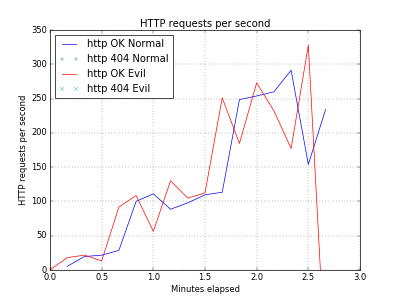 HTTP requests per second
350
300
250
200
150
100
50
0
HTTP requests per second
http OK Normal
http 404 Normal
http OK Evil
http 404 Evil
0.0 0.5 1.0 1.5 2.0 2.5 3.0
Minutes elapsed